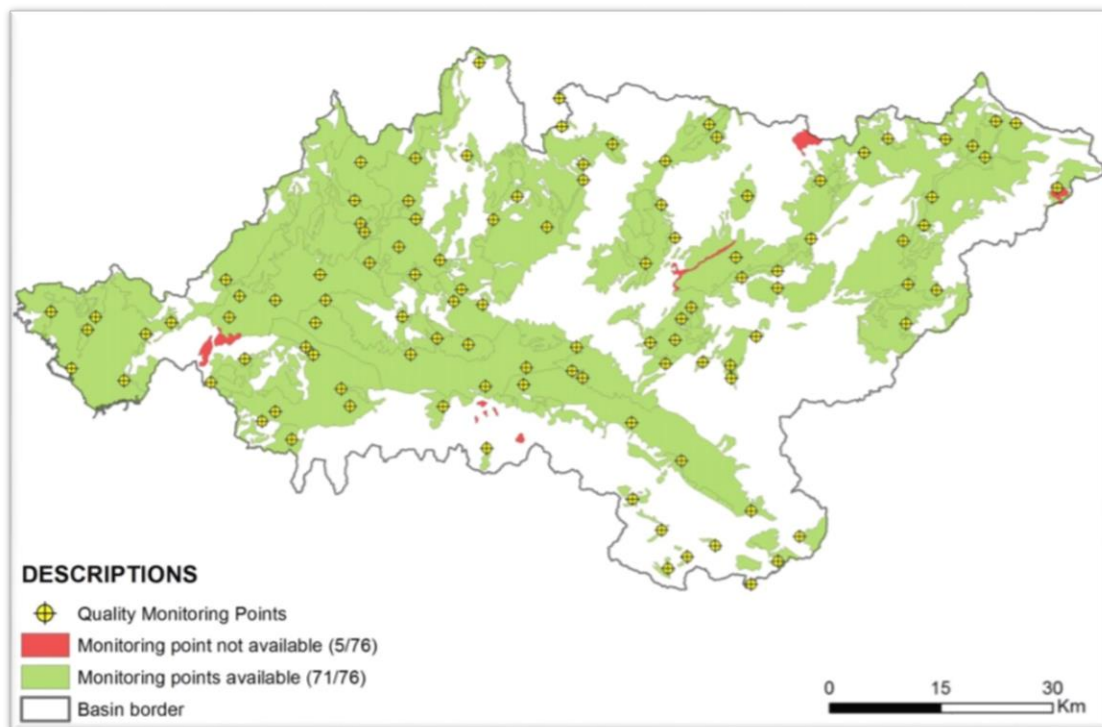 DESCRIPTIONS
Quality Monitoring Points
Monitoring point not available (5/76)
Monitoring points available (71/76)
Basin border
0 15 30
Km